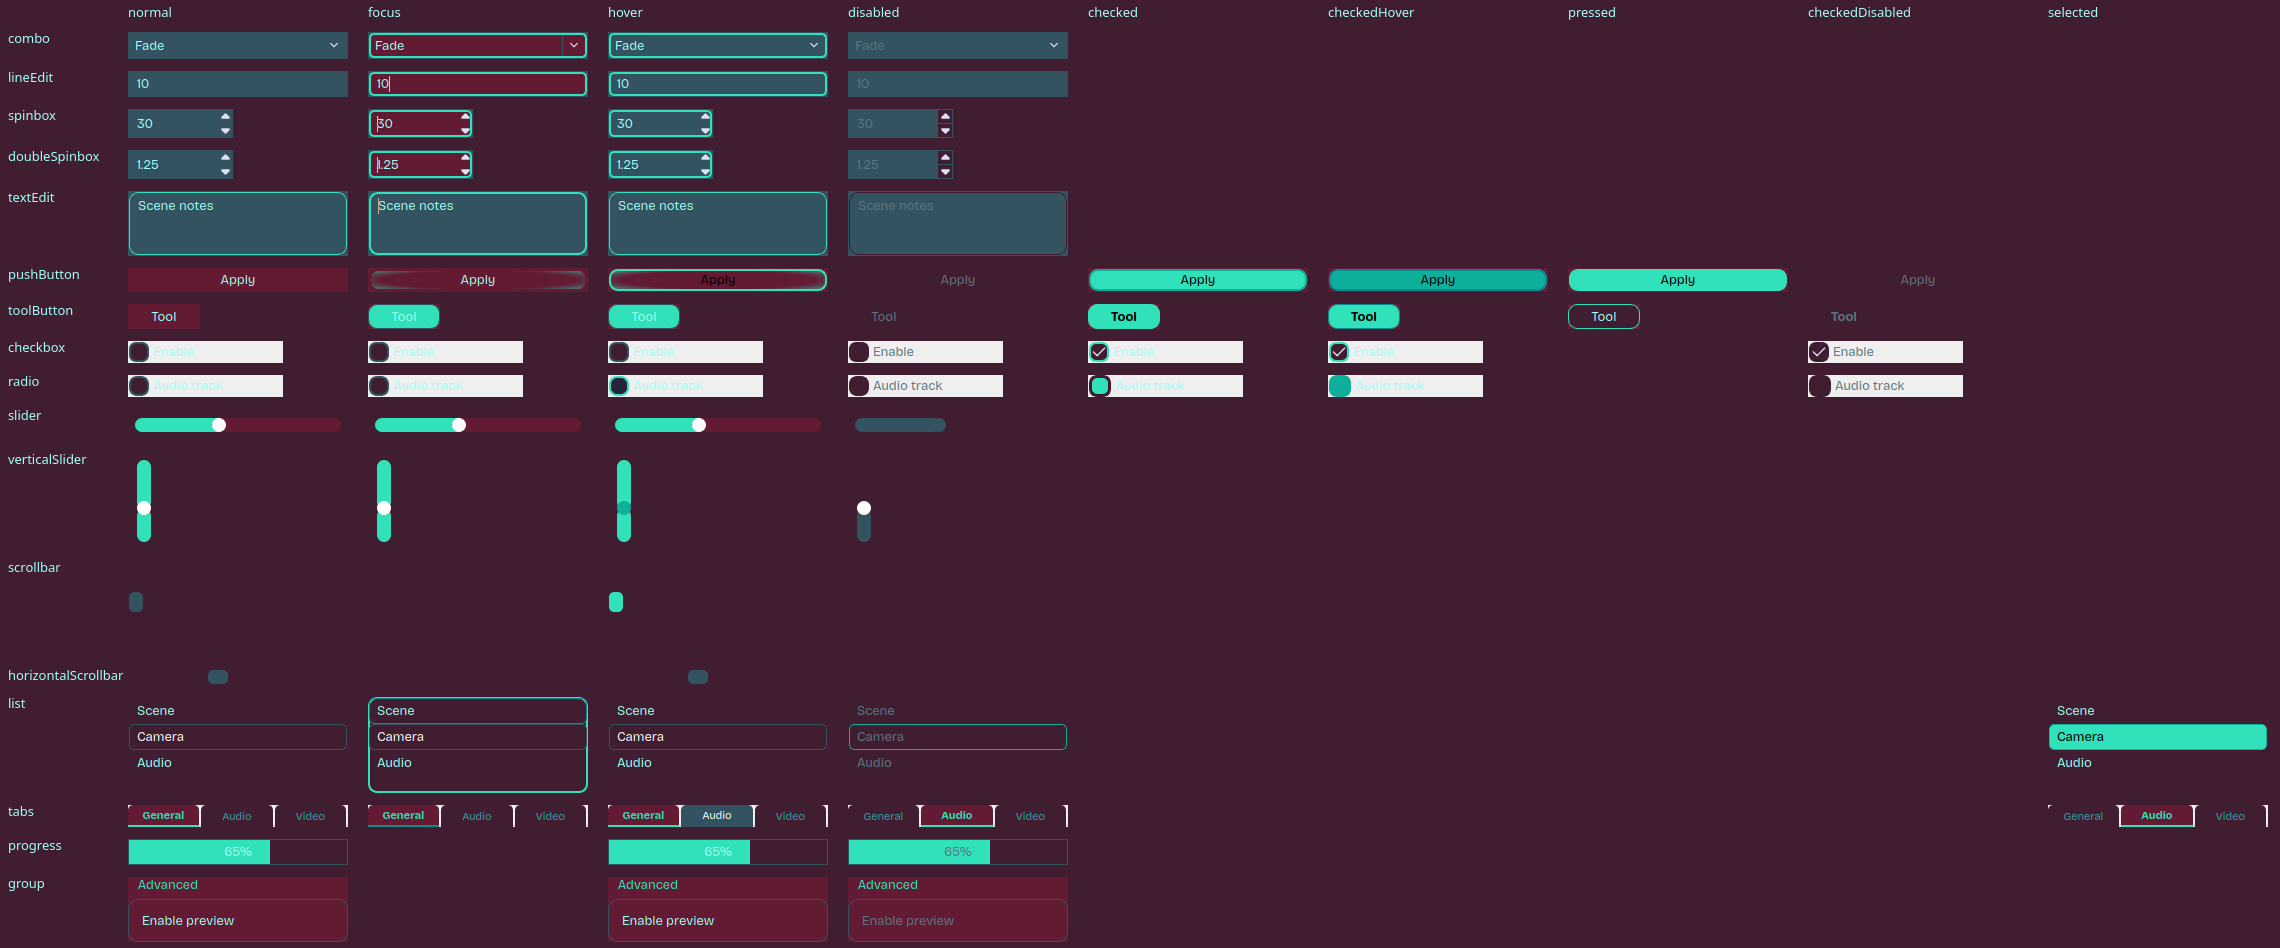 normal focus hover disabled checked checkedHover pressed checkedDisabled selected
combo Fade Fade Fade Fade
lineEdit 10 10 10 10
spinbox 30 30 30 30
doubleSpinbox 1.25 1.25 1.25 1.25
textEdit Scene notes Scene notes Scene notes Scene notes
pushButton Apply Apply Apply Apply Apply Apply Apply Apply
toolButton Tool Tool Tool Tool Tool Tool Tool Tool
checkbox Enable Enable Enable Enable Enable Enable Enable
radio Audio track Audio track Audio track Audio track Audio track Audio track Audio track
slider
verticalSlider
scrollbar
horizontalScrollbar
list Scene Scene Scene Scene Scene
Camera Camera Camera Camera Camera
Audio Audio Audio Audio Audio
tabs General Audio Video General Audio Video General Audio Video General Audio Video General Audio Video
progress 65% 65% 65%
group Advanced Advanced Advanced
Enable preview Enable preview Enable preview